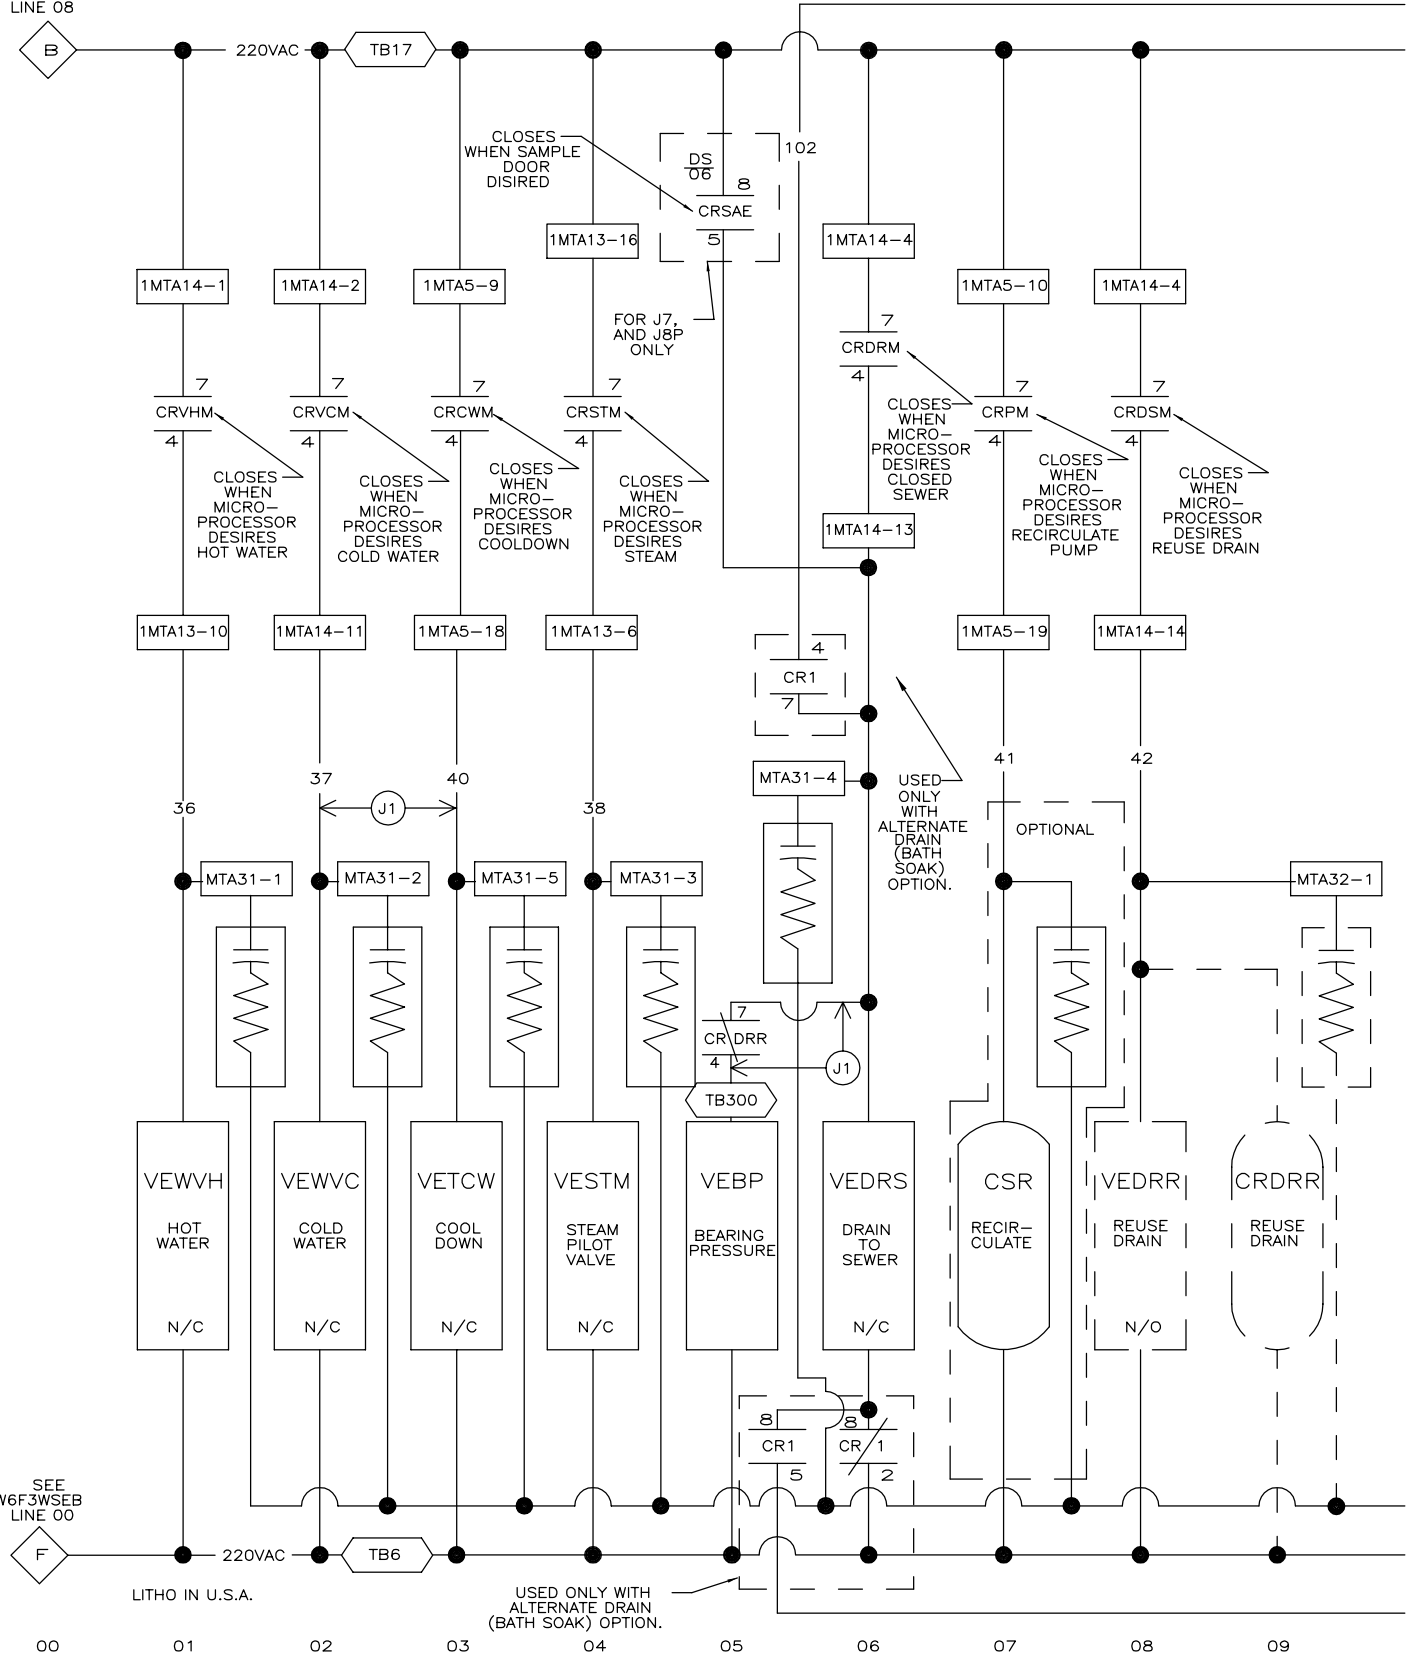 LINE 08
B
220VAC
TB17
102
CLOSES
WHEN SAMPLE
DOOR
DISIRED
DS
06
8
CRSAE
5
1MTA13-16
1MTA14-4
1MTA14-1
1MTA14-2
1MTA5-9
1MTA5-10
1MTA14-4
FOR J7,
AND J8P
ONLY
7
CRDRM
4
7
CRVHM
4
7
CRVCM
4
7
CRCWM
4
7
CRSTM
4
7
CRPM
4
7
CRDSM
4
CLOSES
WHEN
MICRO-
PROCESSOR
DESIRES
HOT WATER
CLOSES
WHEN
MICRO-
PROCESSOR
DESIRES
COLD WATER
CLOSES
WHEN
MICRO-
PROCESSOR
DESIRES
COOLDOWN
CLOSES
WHEN
MICRO-
PROCESSOR
DESIRES
STEAM
CLOSES
WHEN
MICRO-
PROCESSOR
DESIRES
CLOSED
SEWER
CLOSES
WHEN
MICRO-
PROCESSOR
DESIRES
RECIRCULATE
PUMP
CLOSES
WHEN
MICRO-
PROCESSOR
DESIRES
REUSE DRAIN
1MTA14-13
1MTA13-10
1MTA14-11
1MTA5-18
1MTA13-6
1MTA5-19
1MTA14-14
4
CR1
7
36
37
J1
40
38
41
42
MTA31-4
USED
ONLY
WITH
ALTERNATE
DRAIN
(BATH
SOAK)
OPTION.
OPTIONAL
MTA31-1
MTA31-2
MTA31-5
MTA31-3
MTA32-1
7
CRDRR
4
J1
TB300
VEWVH
HOT
WATER
N/C
VEWVC
COLD
WATER
N/C
VETCW
COOL
DOWN
N/C
VESTM
STEAM
PILOT
VALVE
N/C
VEBP
BEARING
PRESSURE
VEDRS
DRAIN
TO
SEWER
N/C
CSR
RECIR-
CULATE
VEDRR
REUSE
DRAIN
N/O
CRDRR
REUSE
DRAIN
8
CR1
5
8
CR1
2
SEE
W6F3WSEB
LINE 00
F
220VAC
TB6
LITHO IN U.S.A.
USED ONLY WITH
ALTERNATE DRAIN
(BATH SOAK) OPTION.
00 01 02 03 04 05 06 07 08 09